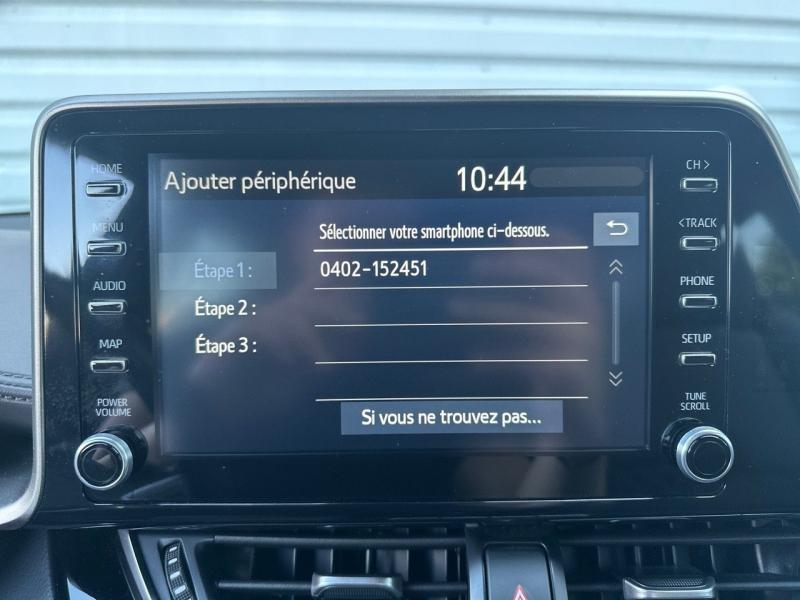 HOME
MENU
AUDIO
MAP
POWER
VOLUME
Ajouter périphérique 10:44
Sélectionner votre smartphone ci-dessous.
Étape 1 : 0402-152451
Étape 2 :
Étape 3 :
Si vous ne trouvez pas...
CH >
< TRACK
PHONE
SETUP
TUNE
SCROLL